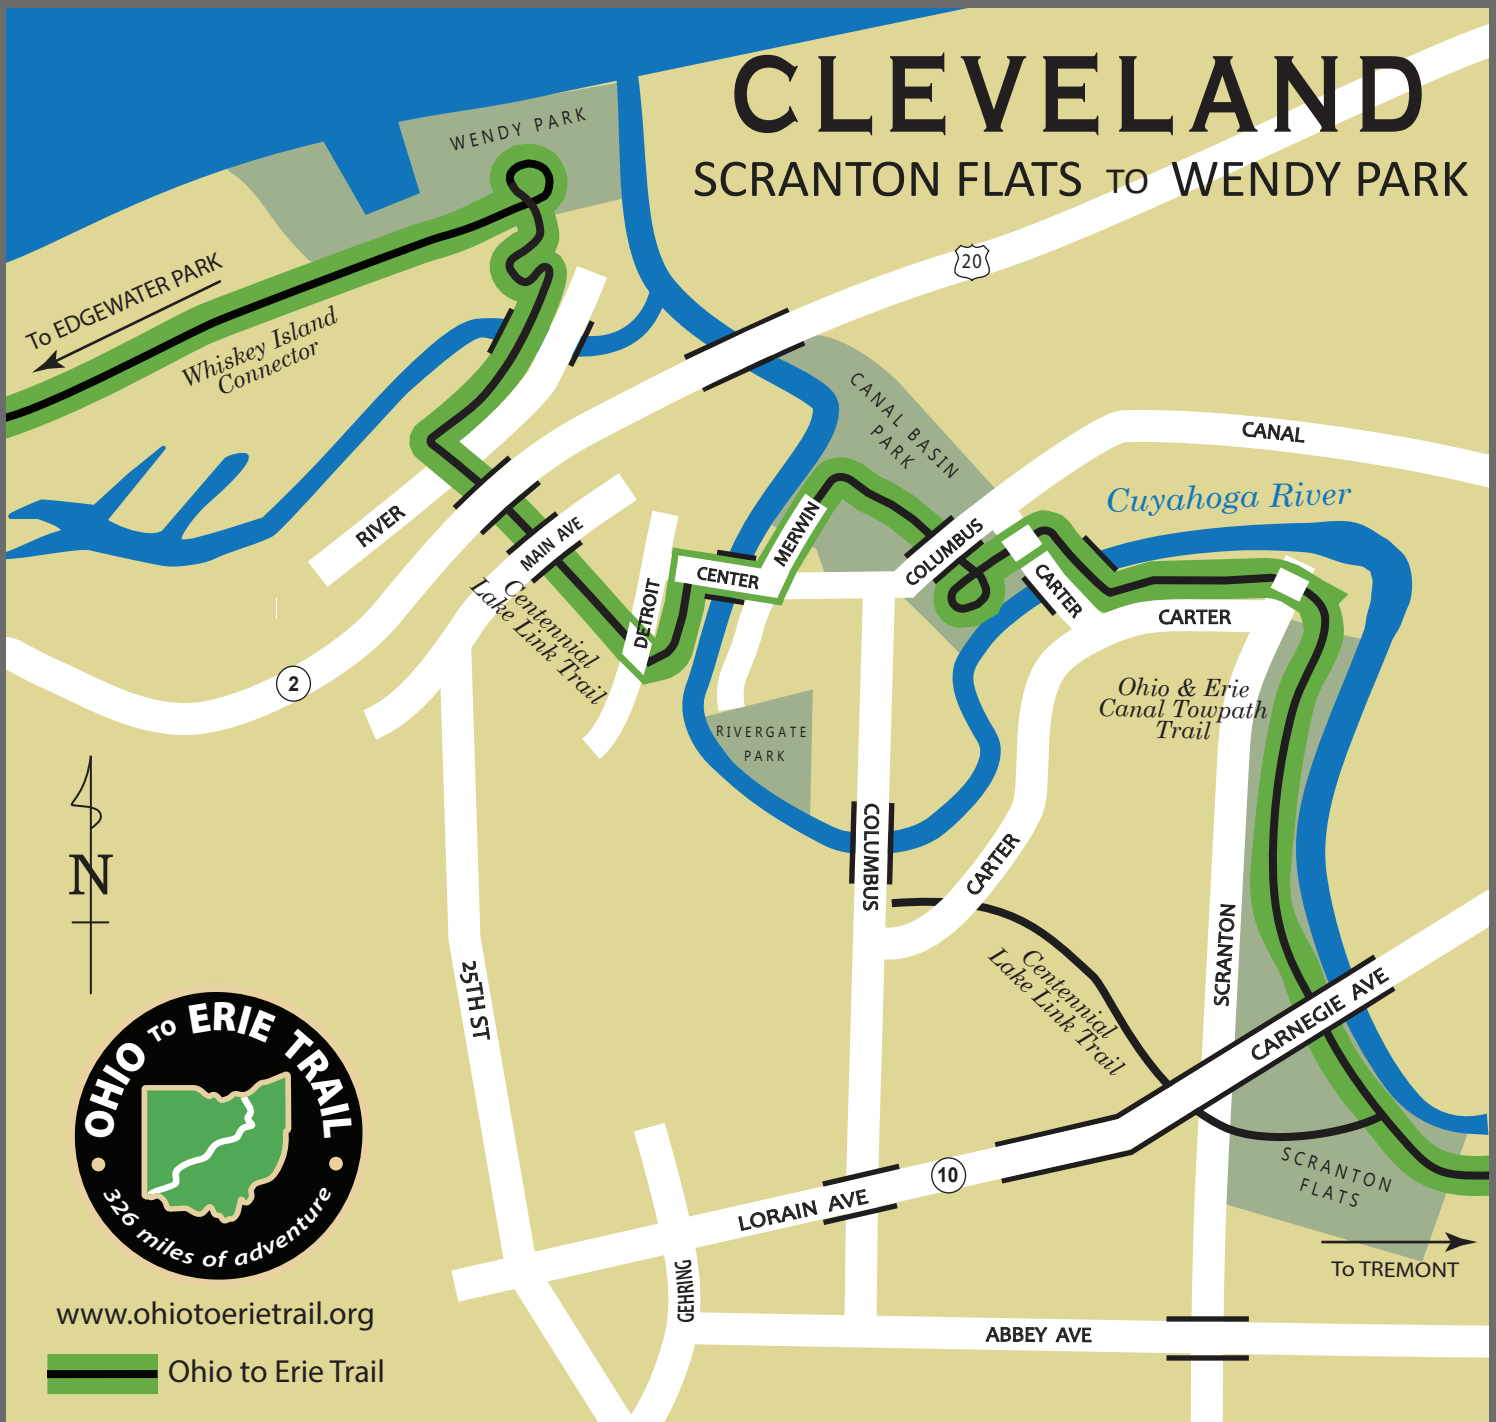 CLEVELAND
SCRANTON FLATS TO WENDY PARK
WENDY PARK
To EDGEWATER PARK
Whiskey Island
Connector
20
CANAL BASIN
PARK
CANAL
Cuyahoga River
RIVER
MAIN AVE
Centennial
Lake Link Trail
DETROIT
CENTER
MERWIN
COLUMBUS
CARTER
CARTER
2
Ohio & Erie
Canal Towpath
Trail
RIVERGATE
PARK
COLUMBUS
CARTER
N
25TH ST
Centennial
Lake Link Trail
SCRANTON
CARNEGIE AVE
OHIO TO ERIE TRAIL
326 miles of adventure
10
LORAIN AVE
SCRANTON
FLATS
To TREMONT
GEHRING
ABBEY AVE
www.ohiotoerietrail.org
Ohio to Erie Trail